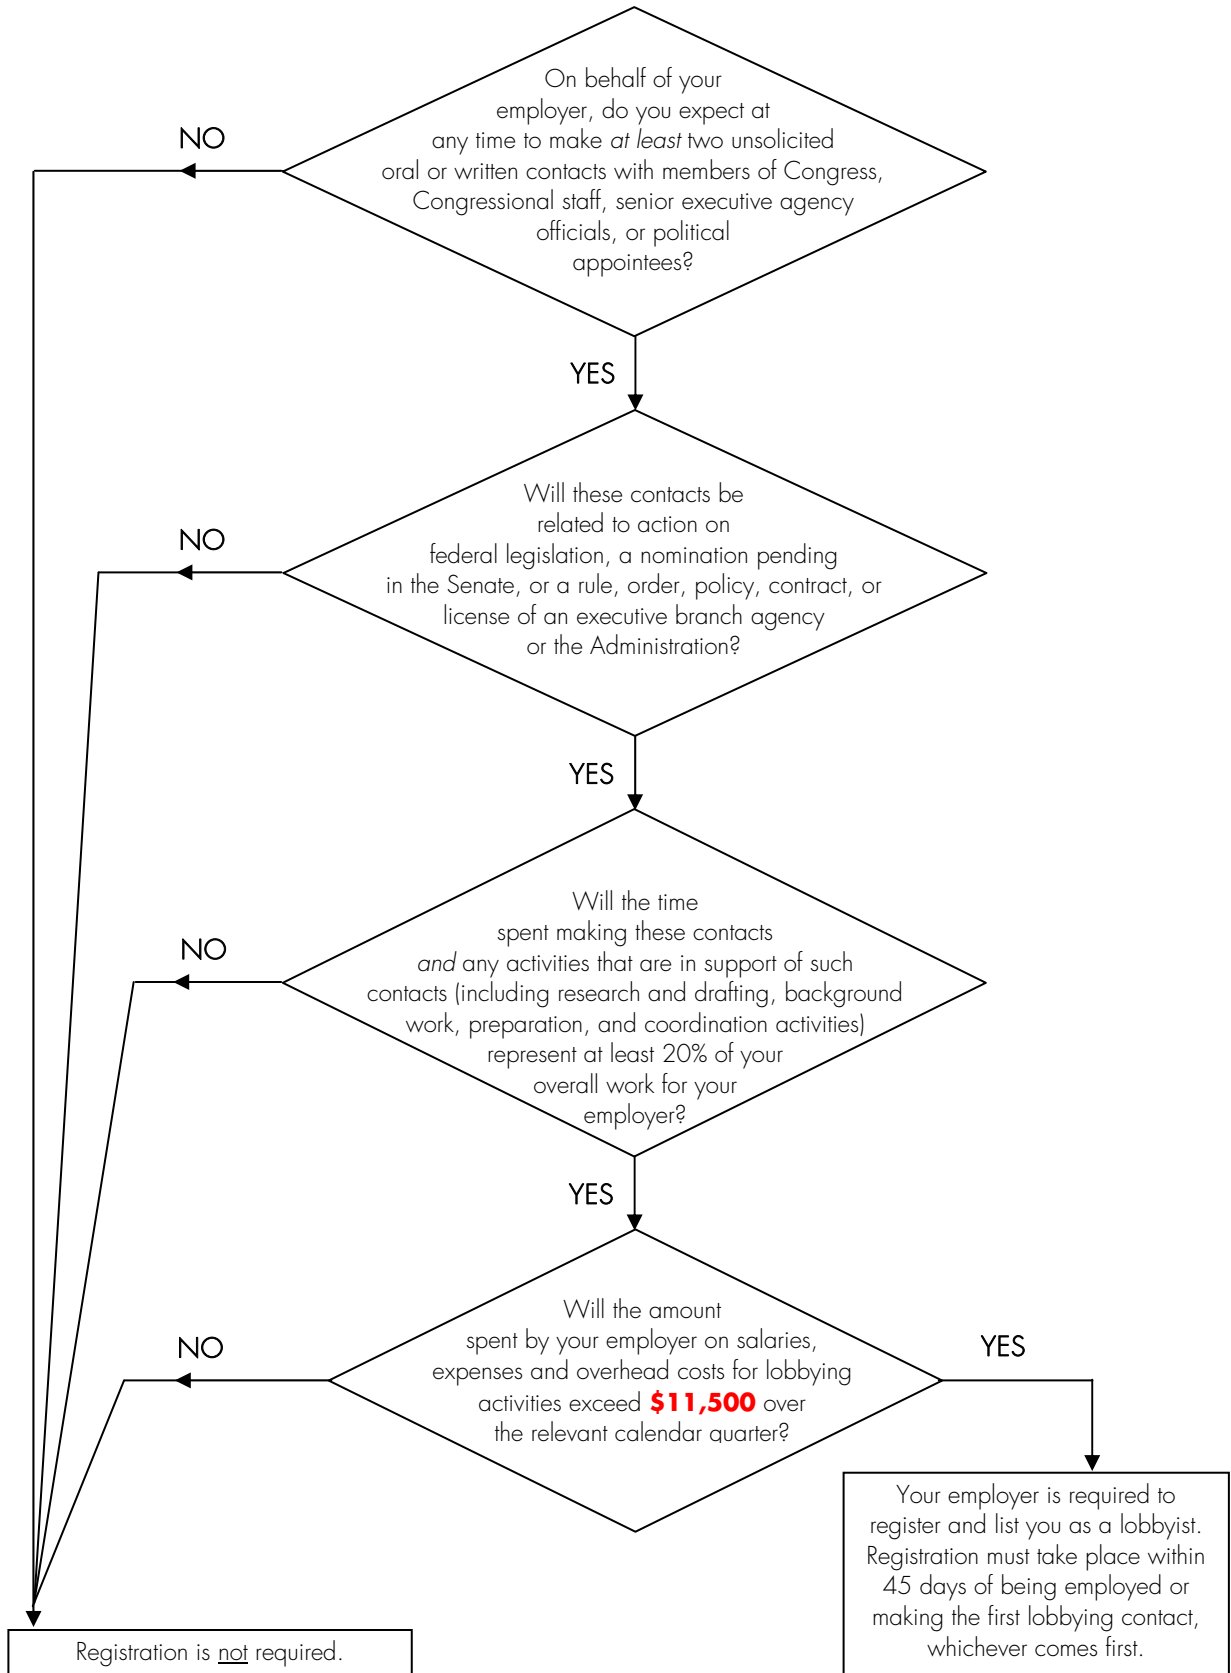 On behalf of your
employer, do you expect at
any time to make at least two unsolicited
oral or written contacts with members of Congress,
Congressional staff, senior executive agency
officials, or political
appointees?
NO
YES
Will these contacts be
related to action on
federal legislation, a nomination pending
in the Senate, or a rule, order, policy, contract, or
license of an executive branch agency
or the Administration?
NO
YES
Will the time
spent making these contacts
and any activities that are in support of such
contacts (including research and drafting, background
work, preparation, and coordination activities)
represent at least 20% of your
overall work for your
employer?
NO
YES
Will the amount
spent by your employer on salaries,
expenses and overhead costs for lobbying
activities exceed $11,500 over
the relevant calendar quarter?
NO
YES
Your employer is required to
register and list you as a lobbyist.
Registration must take place within
45 days of being employed or
making the first lobbying contact,
whichever comes first.
Registration is not required.